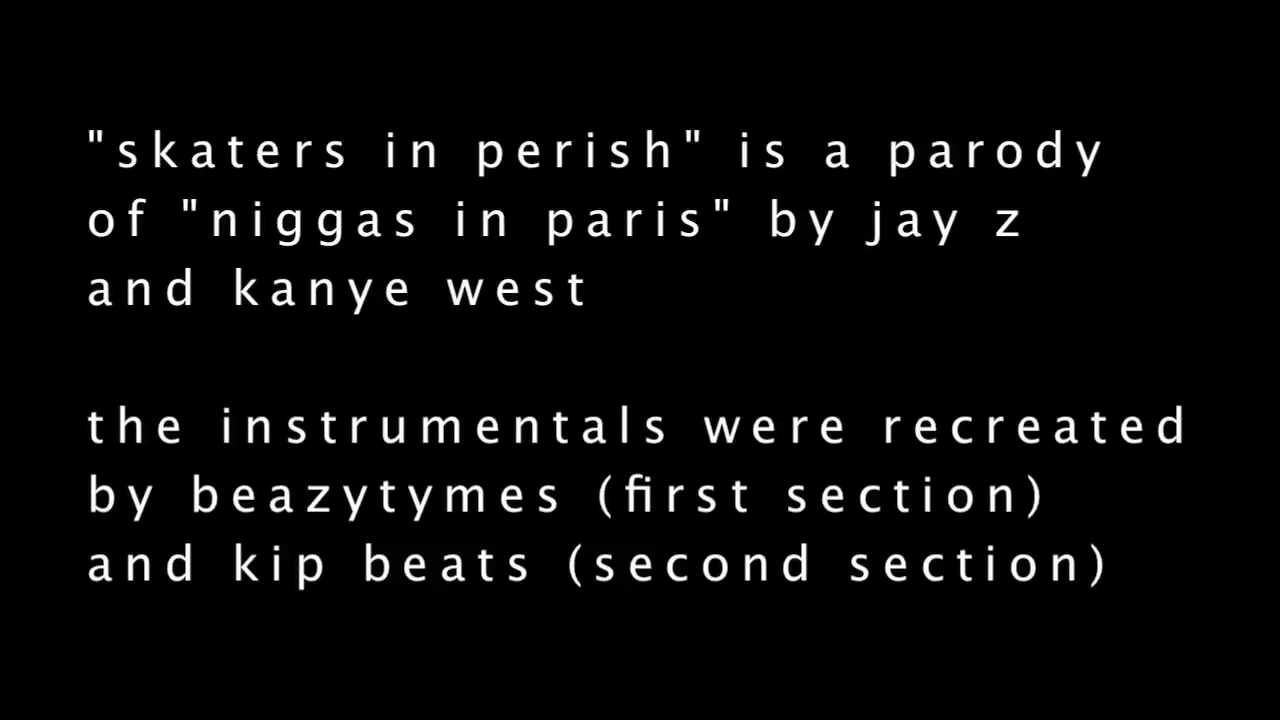 "skaters in perish" is a parody
of "niggas in paris" by jay z
and kanye west
the instrumentals were recreated
by beazytymes (first section)
and kip beats (second section)